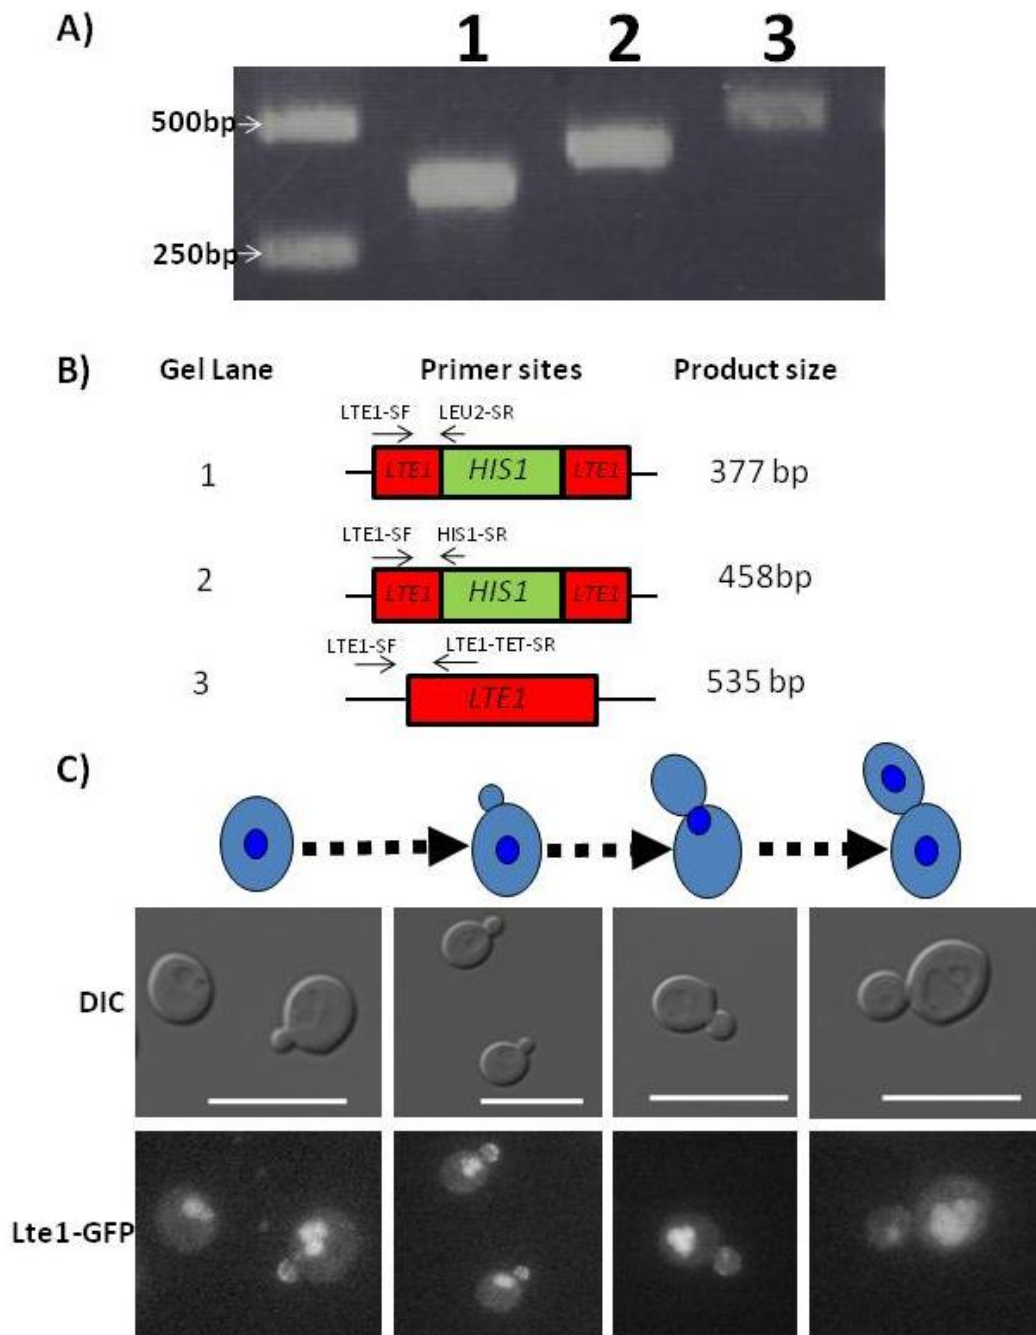 A)
1 2 3
500bp
250bp
B)
Gel Lane Primer sites Product size
LTE1-SF LEU2-SR
1 LTE1 HIS1 LTE1 377 bp
LTE1-SF HIS1-SR
2 LTE1 HIS1 LTE1 458bp
LTE1-SF LTE1-TET-SR
3 LTE1 535 bp
C)
DIC
Lte1-GFP